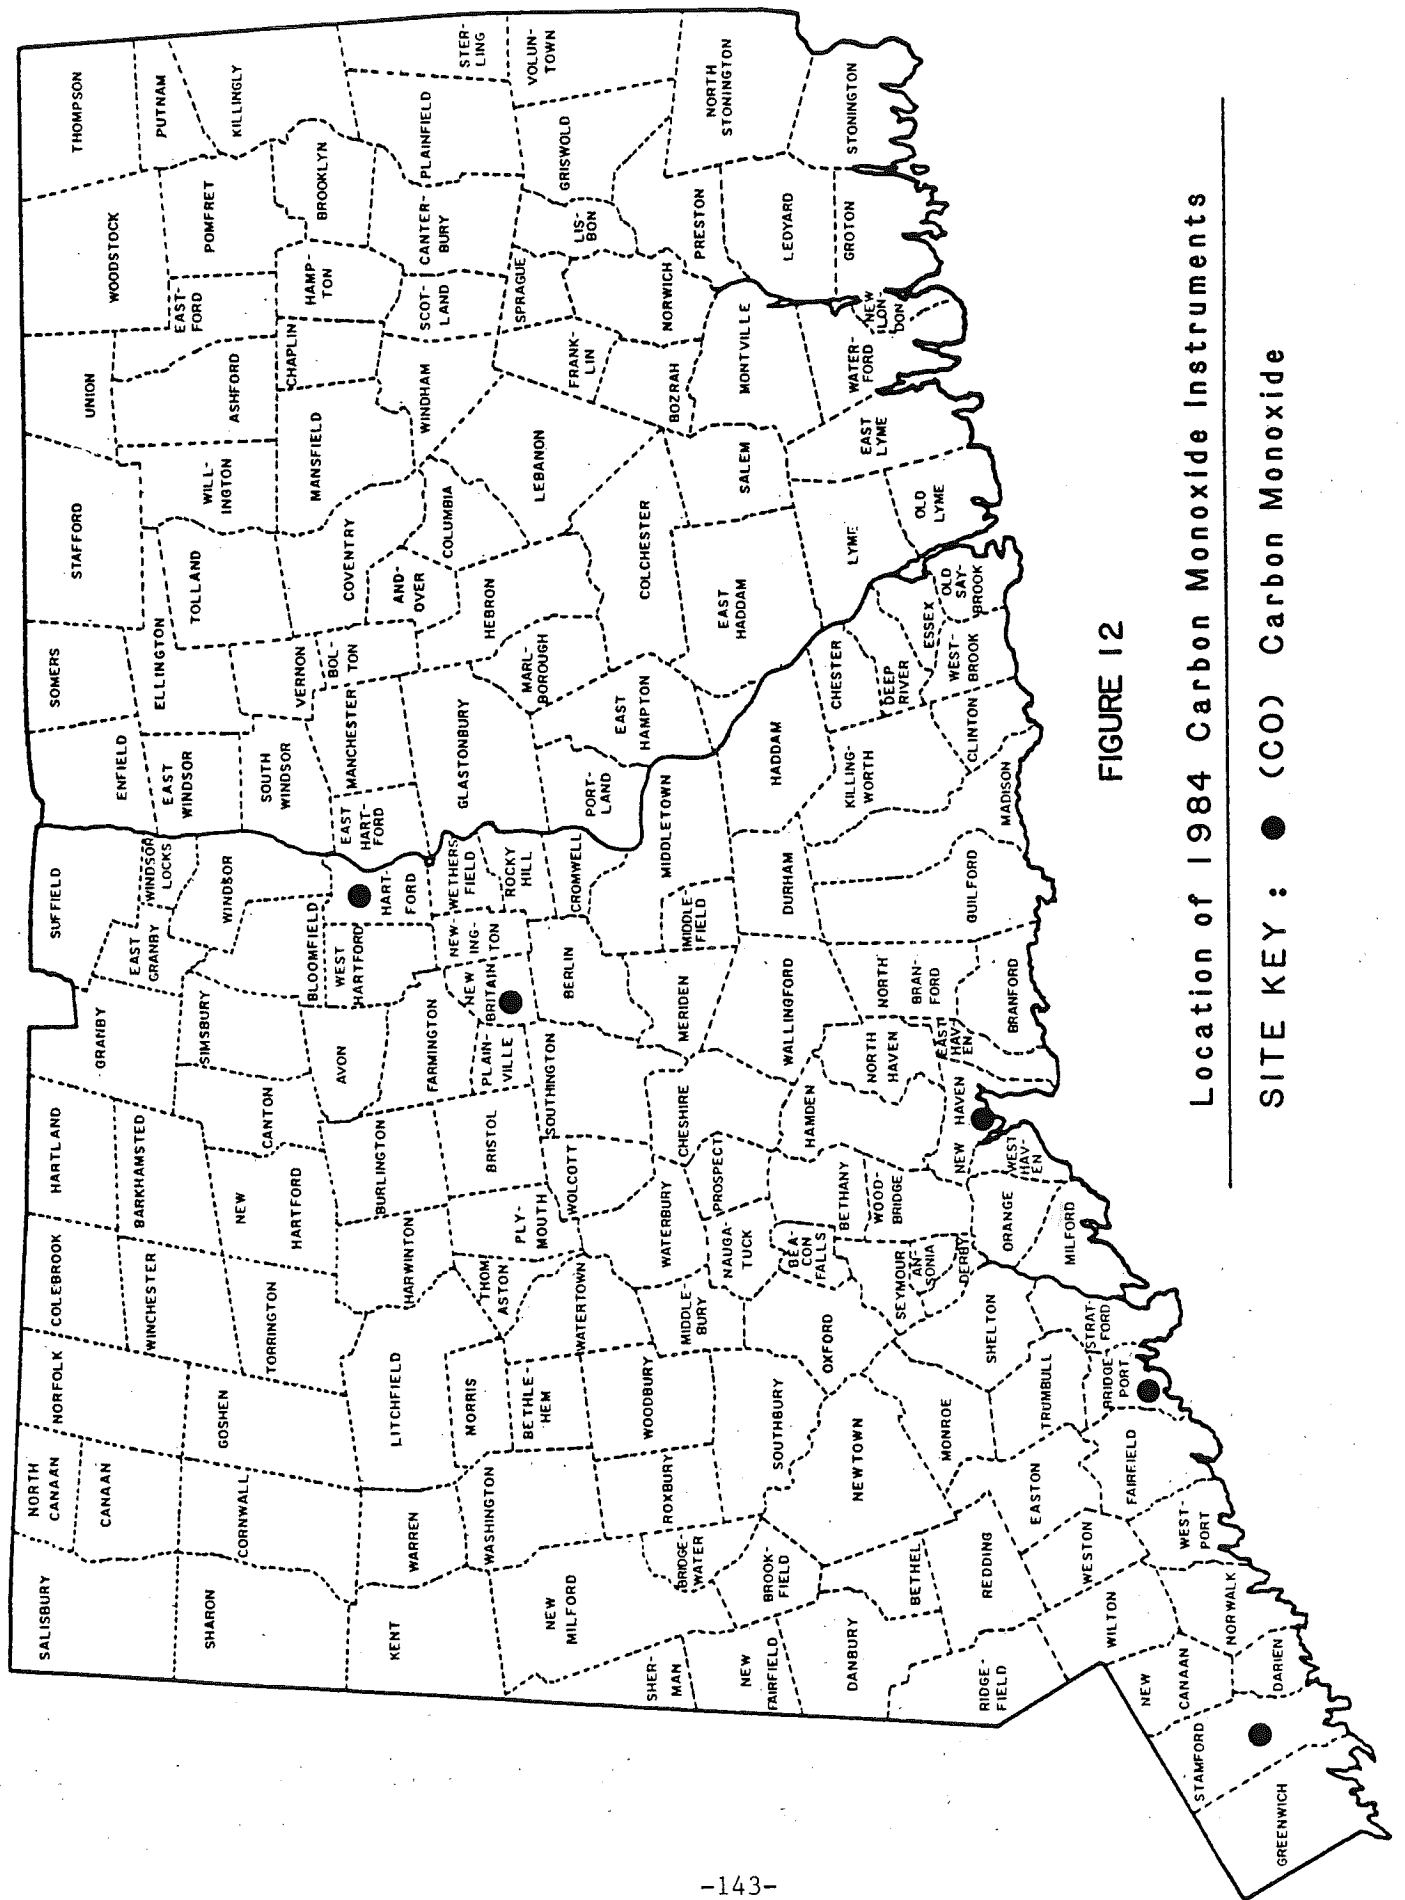 SALISBURY
NORTH
CANAAN
CANAAN
NORFOLK
COLEBROOK
HARTLAND
GRANBY
SUFFIELD
ENFIELD
SOMERS
STAFFORD
UNION
WOODSTOCK
THOMPSON
SHARON
CORNWALL
GOSHEN
WINCHESTER
BARKHAMSTED
EAST
GRANBY
WINDSOR
LOCKS
EAST
WINDSOR
ELLINGTON
TOLLAND
WILL-
INGTON
ASHFORD
EAST-
FORD
POMFRET
PUTNAM
KILLINGLY
TORRINGTON
NEW
HARTFORD
CANTON
SIMSBURY
WINDSOR
SOUTH
WINDSOR
VERNON
KENT
WARREN
LITCHFIELD
HARWINTON
BURLINGTON
AVON
BLOOMFIELD
WEST
HARTFORD
HART-
FORD
EAST
HART-
FORD
MANCHESTER
BOL-
TON
COVENTRY
AND-
OVER
MANSFIELD
CHAPLIN
HAMP-
TON
BROOKLYN
WINDHAM
SCOT-
LAND
CANTER-
BURY
PLAINFIELD
STER-
LING
NEW
MILFORD
WASHINGTON
MORRIS
BETHLE-
HEM
THOM
ASTON
PLY-
MOUTH
BRISTOL
FARMINGTON
PLAIN-
VILLE
NEW
BRITAIN
NEW-
ING-
TON
WETHERS
FIELD
ROCKY
HILL
GLASTONBURY
MARL-
BOROUGH
HEBRON
COLUMBIA
LEBANON
FRANK-
LIN
SPRAGUE
LIS-
BON
GRISWOLD
VOLUN-
TOWN
SHER-
MAN
BRIDGE-
WATER
ROXBURY
WOODBURY
WATERTOWN
MIDDLE-
BURY
WATERBURY
WOLCOTT
SOUTHINGTON
CHESHIRE
PROSPECT
BERLIN
MERIDEN
CROMWELL
MIDDLETOWN
MIDDLE-
FIELD
PORT-
LAND
EAST
HAMPTON
COLCHESTER
BOZRAH
NORWICH
PRESTON
NORTH
STONINGTON
NEW
FAIRFIELD
BROOK-
FIELD
SOUTHBURY
OXFORD
NAUGA-
TUCK
BEA-
CON
FALLS
BETHANY
HAMDEN
WALLINGFORD
DURHAM
HADDAM
EAST
HADDAM
SALEM
MONTVILLE
LEDYARD
STONINGTON
GROTON
DANBURY
BETHEL
NEWTOWN
MONROE
SHELTON
SEYMOUR
AN-
SONIA
DERBY
WOOD-
BRIDGE
NORTH
HAVEN
NORTH
BRAN-
FORD
GUILFORD
KILLING-
WORTH
CHESTER
DEEP
RIVER
ESSEX
LYME
OLD
LYME
EAST
LYME
WATER-
FORD
NEW
LON-
DON
RIDGE-
FIELD
REDDING
EASTON
TRUMBULL
STRAT-
FORD
BRIDGE-
PORT
ORANGE
MILFORD
NEW HAVEN
WEST
HAV-
EN
EAST
HAV-
EN
BRANFORD
MADISON
CLINTON
WEST-
BROOK
OLD
SAY-
BROOK
WILTON
WESTON
FAIRFIELD
WEST-
PORT
NORWALK
NEW
CANAAN
DARIEN
STAMFORD
GREENWICH
FIGURE 12
Location of 1984 Carbon Monoxide Instruments
SITE KEY : ● (CO) Carbon Monoxide
-143-